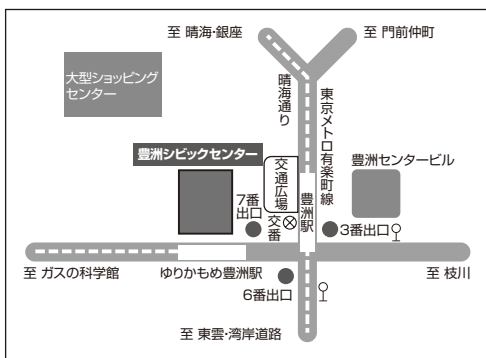 至 晴海・銀座
至 門前仲町
大型ショッピング
センター
晴海通り
東京メトロ有楽町線
豊洲シビックセンター
交通広場
豊洲駅
豊洲センタービル
7番
出口
交番
3番出口
至 ガスの科学館
ゆりかもめ豊洲駅
至 枝川
6番出口
至 東雲・湾岸道路